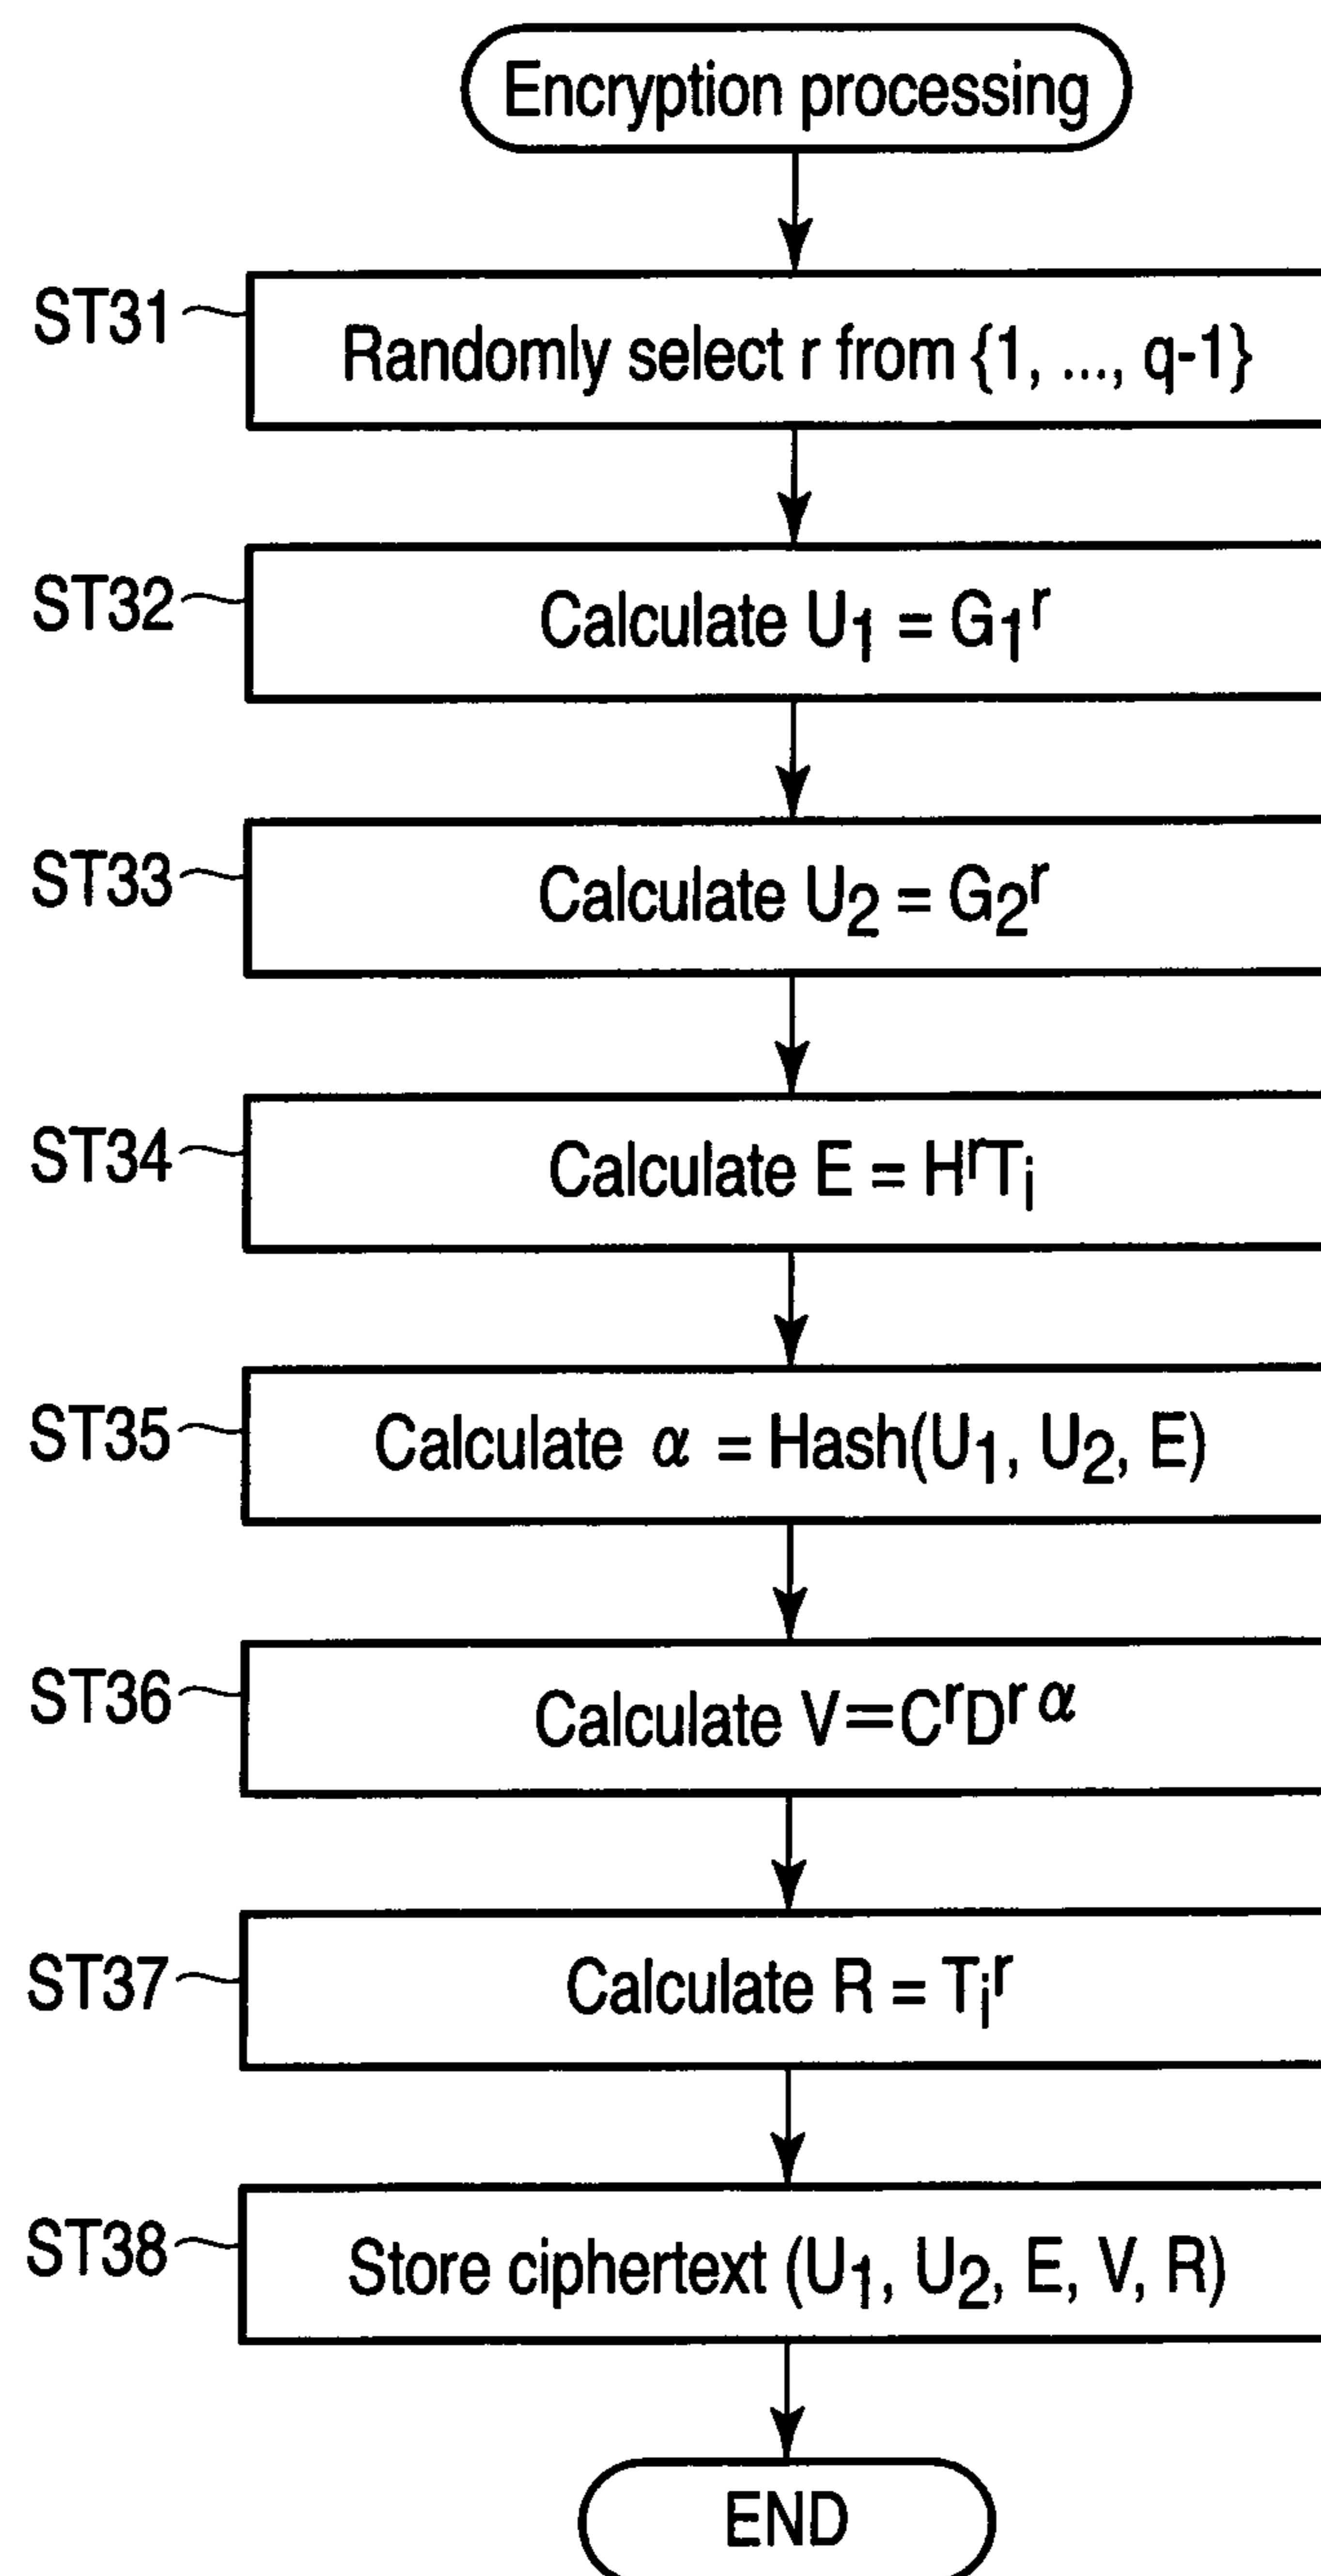 Encryption processing
ST31
Randomly select r from {1, ..., q-1}
ST32
Calculate U₁ = G₁ʳ
ST33
Calculate U₂ = G₂ʳ
ST34
Calculate E = HʳTᵢ
ST35
Calculate α = Hash(U₁, U₂, E)
ST36
Calculate V=CʳDʳᵅ
ST37
Calculate R = Tᵢʳ
ST38
Store ciphertext (U₁, U₂, E, V, R)
END